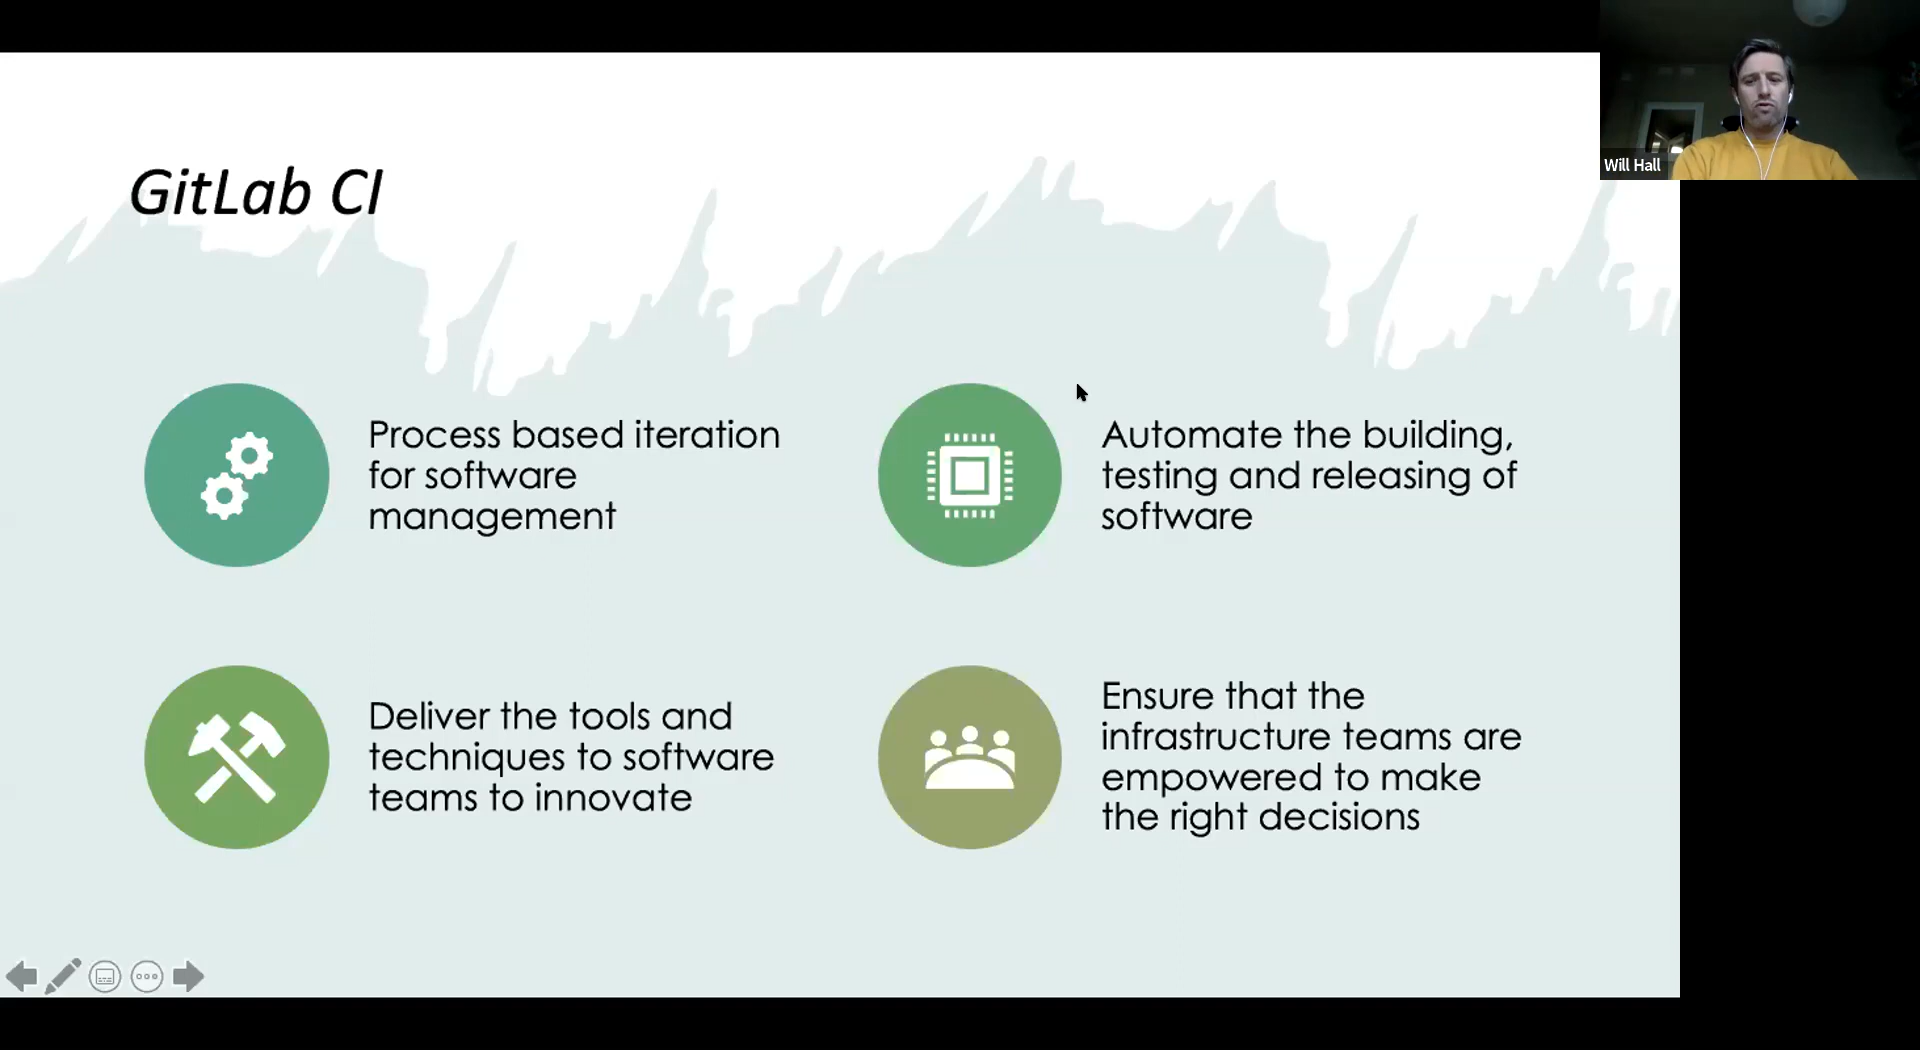 GitLab CI
Will Hall
Process based iteration
for software
management
Automate the building,
testing and releasing of
software
Deliver the tools and
techniques to software
teams to innovate
Ensure that the
infrastructure teams are
empowered to make
the right decisions